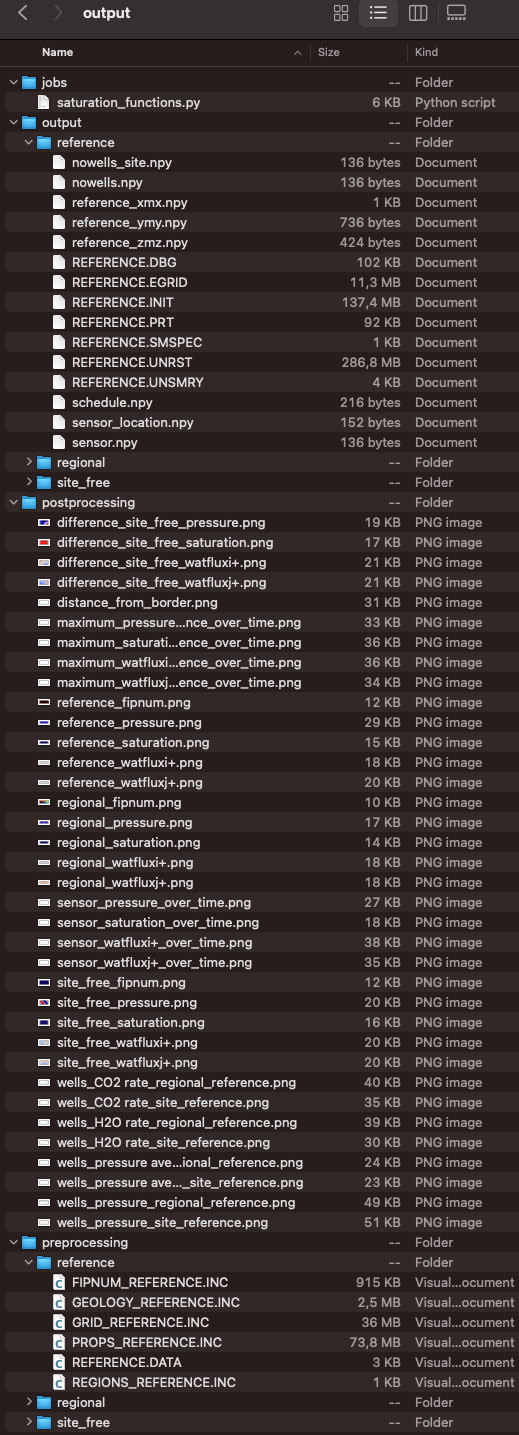 output
Name Size Kind
jobs -- Folder
saturation_functions.py 6 KB Python script
output -- Folder
reference -- Folder
nowells_site.npy 136 bytes Document
nowells.npy 136 bytes Document
reference_xmx.npy 1 KB Document
reference_ymy.npy 736 bytes Document
reference_zmz.npy 424 bytes Document
REFERENCE.DBG 102 KB Document
REFERENCE.EGRID 11,3 MB Document
REFERENCE.INIT 137,4 MB Document
REFERENCE.PRT 92 KB Document
REFERENCE.SMSPEC 1 KB Document
REFERENCE.UNRST 286,8 MB Document
REFERENCE.UNSMRY 4 KB Document
schedule.npy 216 bytes Document
sensor_location.npy 152 bytes Document
sensor.npy 136 bytes Document
regional -- Folder
site_free -- Folder
postprocessing -- Folder
difference_site_free_pressure.png 19 KB PNG image
difference_site_free_saturation.png 17 KB PNG image
difference_site_free_watfluxi+.png 21 KB PNG image
difference_site_free_watfluxj+.png 21 KB PNG image
distance_from_border.png 31 KB PNG image
maximum_pressure...nce_over_time.png 33 KB PNG image
maximum_saturati...ence_over_time.png 36 KB PNG image
maximum_watfluxi...ence_over_time.png 36 KB PNG image
maximum_watfluxj...ence_over_time.png 34 KB PNG image
reference_fipnum.png 12 KB PNG image
reference_pressure.png 29 KB PNG image
reference_saturation.png 15 KB PNG image
reference_watfluxi+.png 18 KB PNG image
reference_watfluxj+.png 20 KB PNG image
regional_fipnum.png 10 KB PNG image
regional_pressure.png 17 KB PNG image
regional_saturation.png 14 KB PNG image
regional_watfluxi+.png 18 KB PNG image
regional_watfluxj+.png 18 KB PNG image
sensor_pressure_over_time.png 27 KB PNG image
sensor_saturation_over_time.png 18 KB PNG image
sensor_watfluxi+_over_time.png 38 KB PNG image
sensor_watfluxj+_over_time.png 35 KB PNG image
site_free_fipnum.png 12 KB PNG image
site_free_pressure.png 20 KB PNG image
site_free_saturation.png 16 KB PNG image
site_free_watfluxi+.png 20 KB PNG image
site_free_watfluxj+.png 20 KB PNG image
wells_CO2 rate_regional_reference.png 40 KB PNG image
wells_CO2 rate_site_reference.png 35 KB PNG image
wells_H2O rate_regional_reference.png 39 KB PNG image
wells_H2O rate_site_reference.png 30 KB PNG image
wells_pressure ave...ional_reference.png 24 KB PNG image
wells_pressure ave..._site_reference.png 23 KB PNG image
wells_pressure_regional_reference.png 49 KB PNG image
wells_pressure_site_reference.png 51 KB PNG image
preprocessing -- Folder
reference -- Folder
FIPNUM_REFERENCE.INC 915 KB Visual...ocument
GEOLOGY_REFERENCE.INC 2,5 MB Visual...ocument
GRID_REFERENCE.INC 36 MB Visual...ocument
PROPS_REFERENCE.INC 73,8 MB Visual...ocument
REFERENCE.DATA 3 KB Visual...ocument
REGIONS_REFERENCE.INC 1 KB Visual...ocument
regional -- Folder
site_free -- Folder